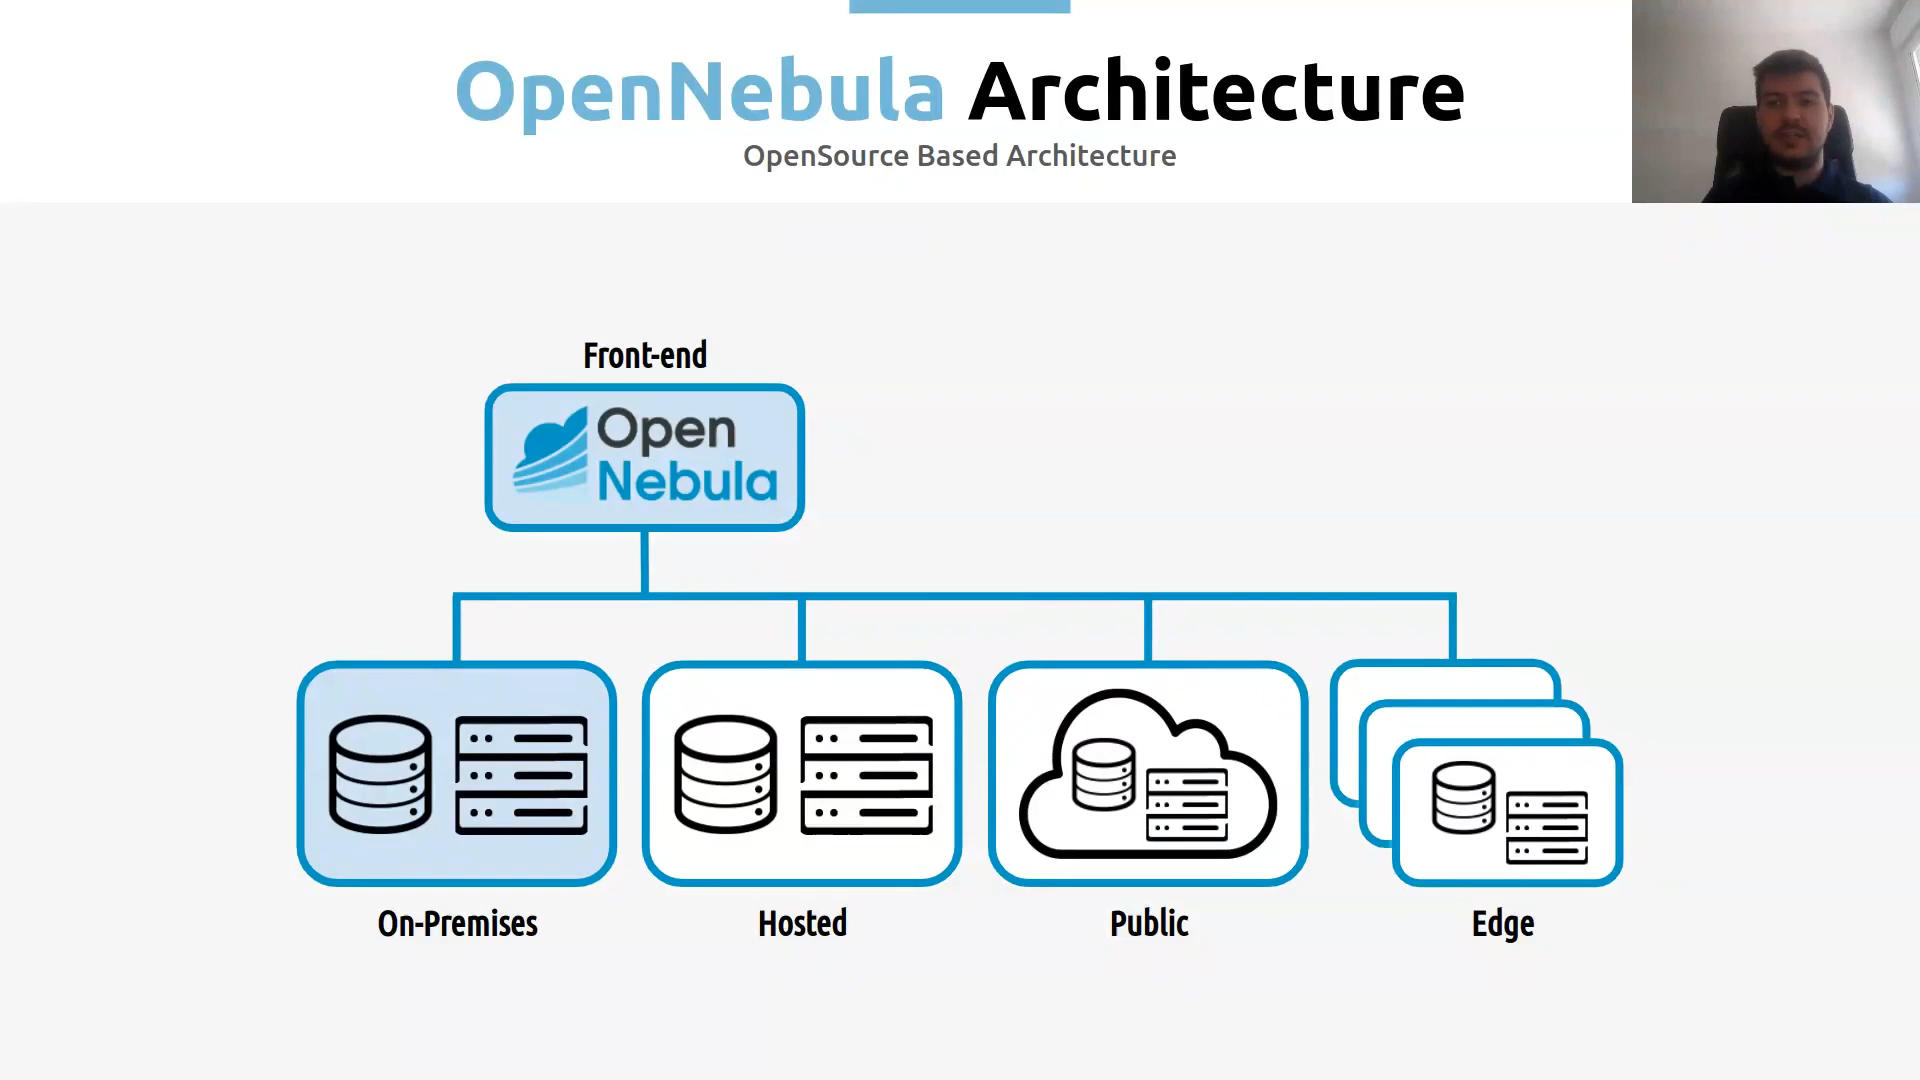 OpenNebula Architecture
OpenSource Based Architecture
Front-end
Open
Nebula
On-Premises
Hosted
Public
Edge